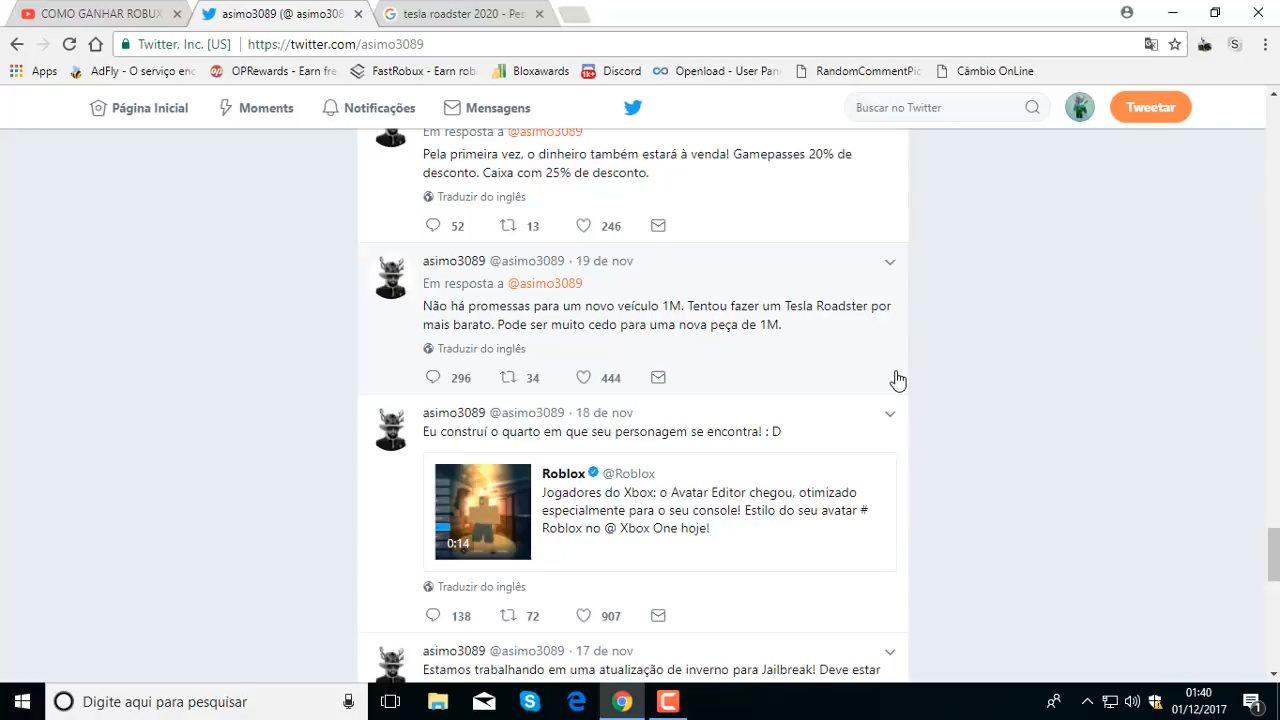 COMO GANHAR ROBUX
asimo3089 (@ asimo308
tesla roadster 2020 - Pes
Twitter, Inc. [US]
https://twitter.com/asimo3089
Apps
AdFly - O serviço enc
OPRewards - Earn fre
FastRobux - Earn rob
Bloxawards
Discord
Openload - User Pan
RandomCommentPic
Câmbio OnLine
Página Inicial
Moments
Notificações
Mensagens
Buscar no Twitter
Tweetar
Em resposta a @asimo3089
Pela primeira vez, o dinheiro também estará à venda! Gamepasses 20% de
desconto. Caixa com 25% de desconto.
Traduzir do inglês
52 13 246
asimo3089 @asimo3089 · 19 de nov
Em resposta a @asimo3089
Não há promessas para um novo veículo 1M. Tentou fazer um Tesla Roadster por
mais barato. Pode ser muito cedo para uma nova peça de 1M.
Traduzir do inglês
296 34 444
asimo3089 @asimo3089 · 18 de nov
Eu construí o quarto em que seu personagem se encontra! : D
Roblox @Roblox
Jogadores do Xbox: o Avatar Editor chegou, otimizado
especialmente para o seu console! Estilo do seu avatar #
Roblox no @ Xbox One hoje!
0:14
Traduzir do inglês
138 72 907
asimo3089 @asimo3089 · 17 de nov
Estamos trabalhando em uma atualização de inverno para Jailbreak! Deve estar
Digite aqui para pesquisar
01:40
01/12/2017
1